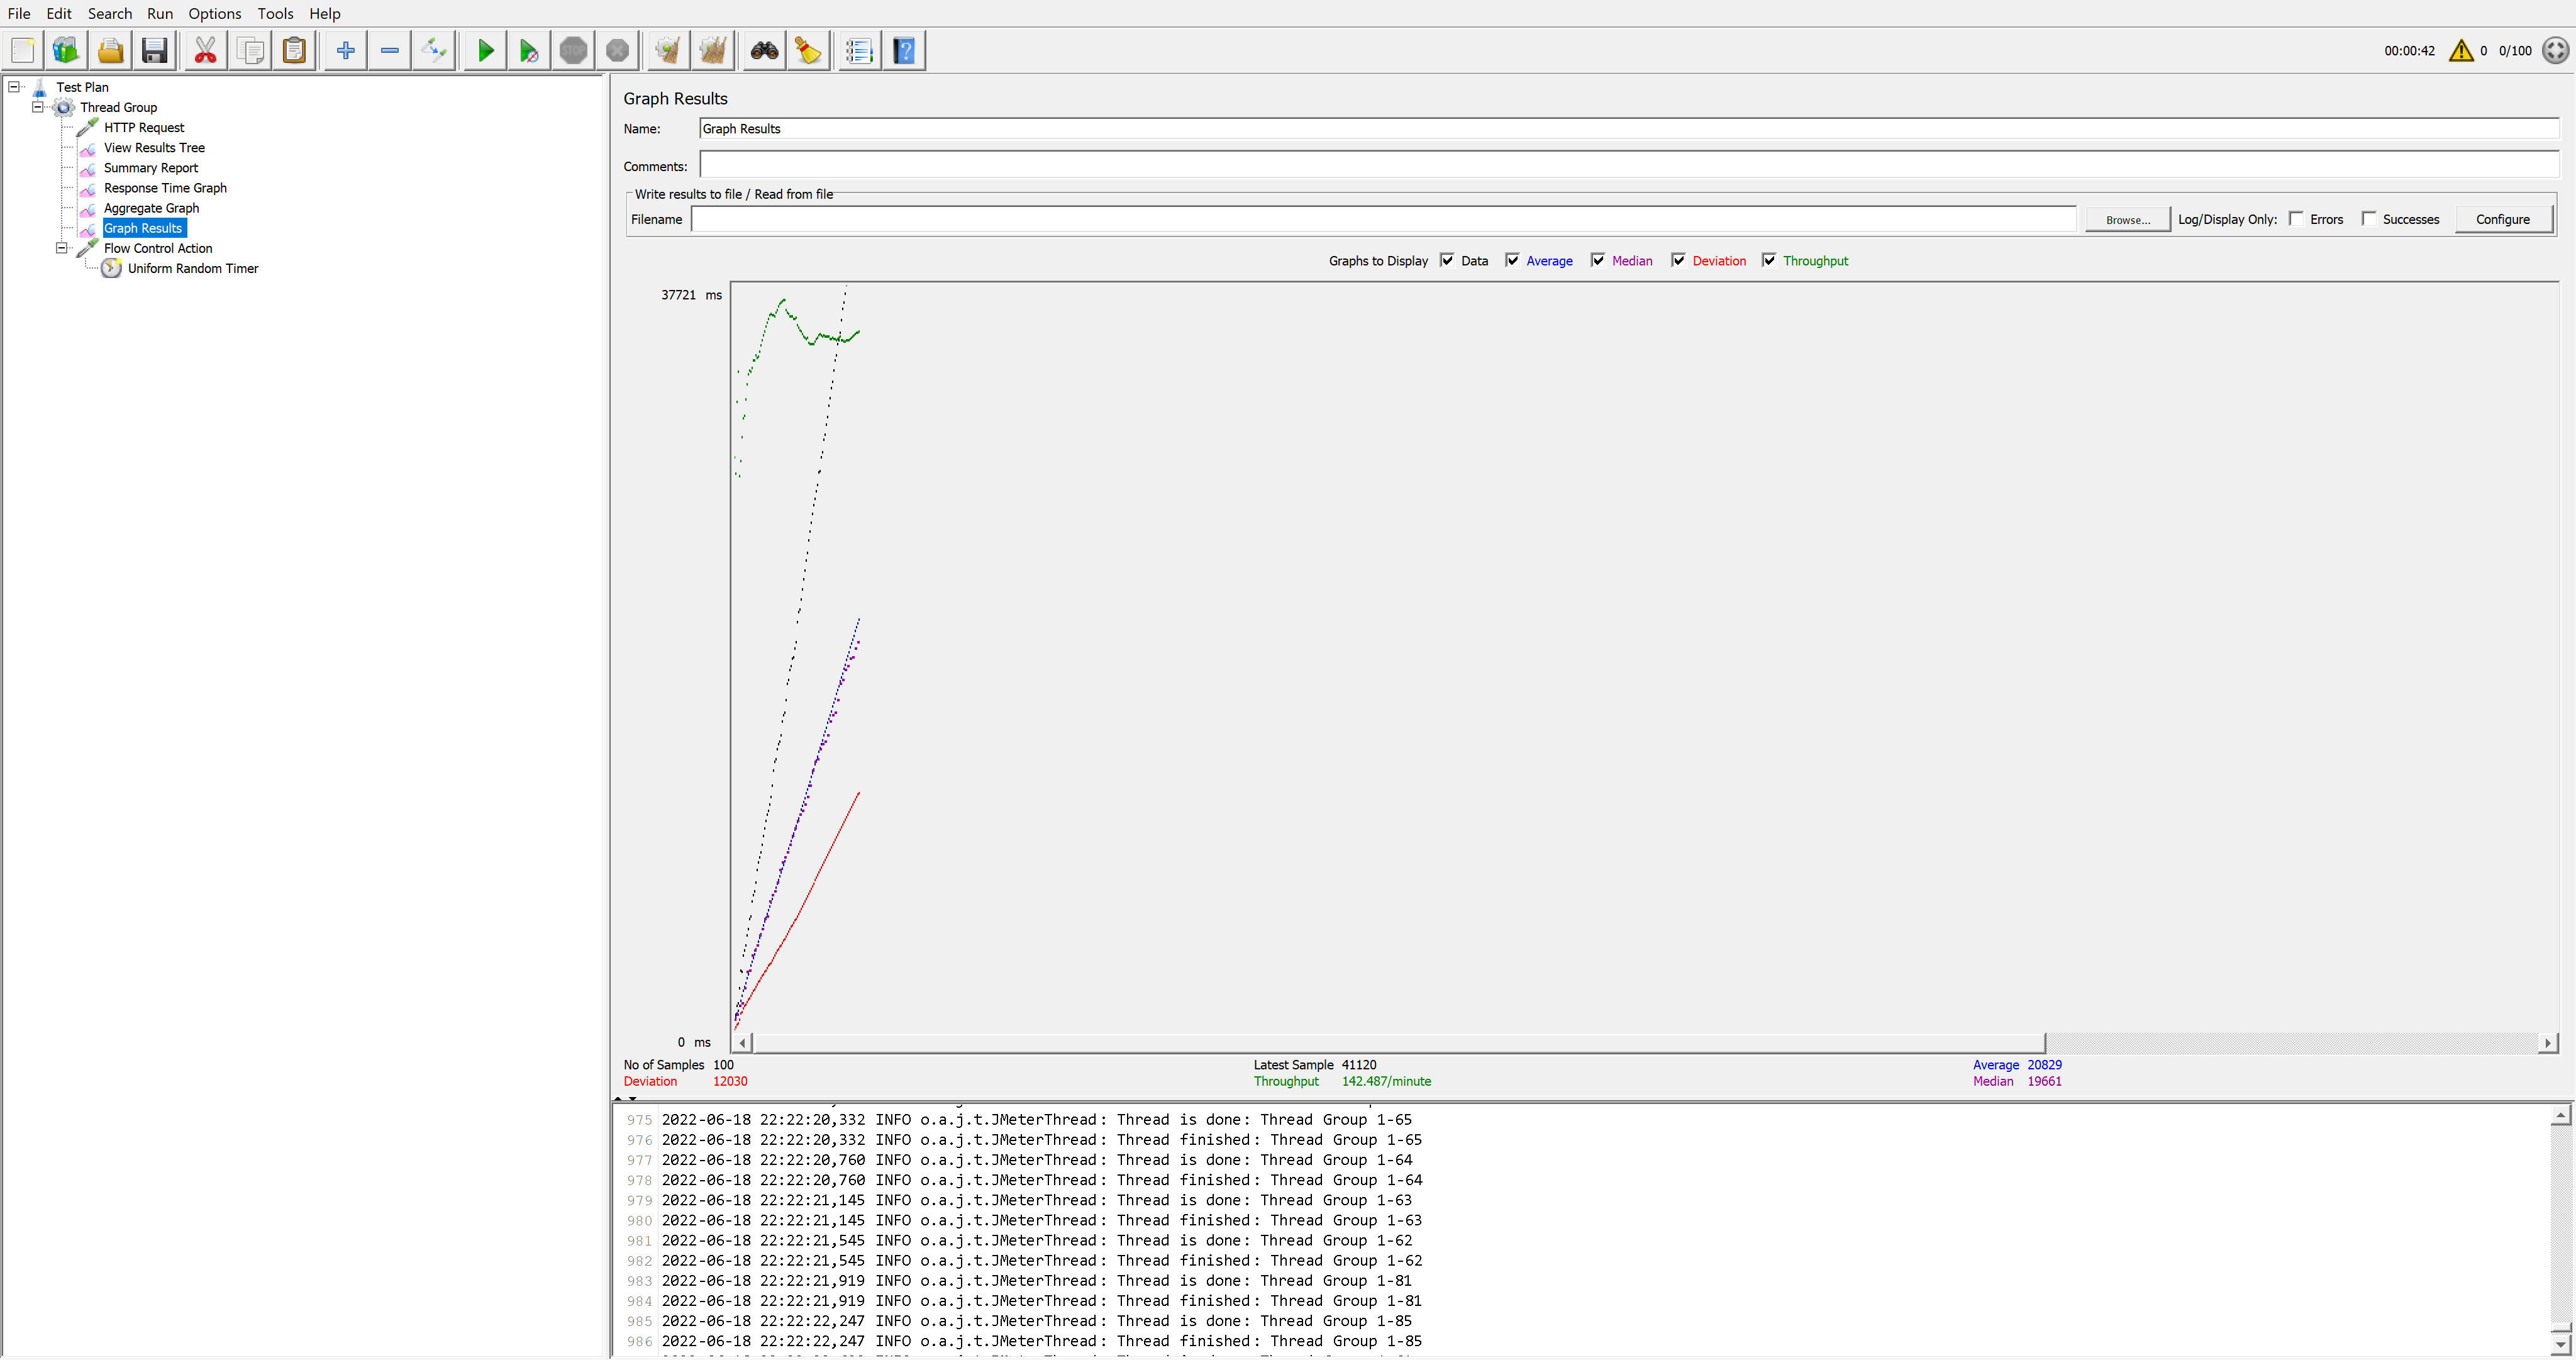 File Edit Search Run Options Tools Help
STOP
00:00:42 0 0/100
Test Plan
Thread Group
HTTP Request
View Results Tree
Summary Report
Response Time Graph
Aggregate Graph
Graph Results
Flow Control Action
Uniform Random Timer
Graph Results
Name: Graph Results
Comments:
Write results to file / Read from file
Filename Browse... Log/Display Only: Errors Successes Configure
Graphs to Display Data Average Median Deviation Throughput
37721 ms
0 ms
No of Samples 100 Latest Sample 41120 Average 20829
Deviation 12030 Throughput 142.487/minute Median 19661
975 2022-06-18 22:22:20,332 INFO o.a.j.t.JMeterThread: Thread is done: Thread Group 1-65
976 2022-06-18 22:22:20,332 INFO o.a.j.t.JMeterThread: Thread finished: Thread Group 1-65
977 2022-06-18 22:22:20,760 INFO o.a.j.t.JMeterThread: Thread is done: Thread Group 1-64
978 2022-06-18 22:22:20,760 INFO o.a.j.t.JMeterThread: Thread finished: Thread Group 1-64
979 2022-06-18 22:22:21,145 INFO o.a.j.t.JMeterThread: Thread is done: Thread Group 1-63
980 2022-06-18 22:22:21,145 INFO o.a.j.t.JMeterThread: Thread finished: Thread Group 1-63
981 2022-06-18 22:22:21,545 INFO o.a.j.t.JMeterThread: Thread is done: Thread Group 1-62
982 2022-06-18 22:22:21,545 INFO o.a.j.t.JMeterThread: Thread finished: Thread Group 1-62
983 2022-06-18 22:22:21,919 INFO o.a.j.t.JMeterThread: Thread is done: Thread Group 1-81
984 2022-06-18 22:22:21,919 INFO o.a.j.t.JMeterThread: Thread finished: Thread Group 1-81
985 2022-06-18 22:22:22,247 INFO o.a.j.t.JMeterThread: Thread is done: Thread Group 1-85
986 2022-06-18 22:22:22,247 INFO o.a.j.t.JMeterThread: Thread finished: Thread Group 1-85